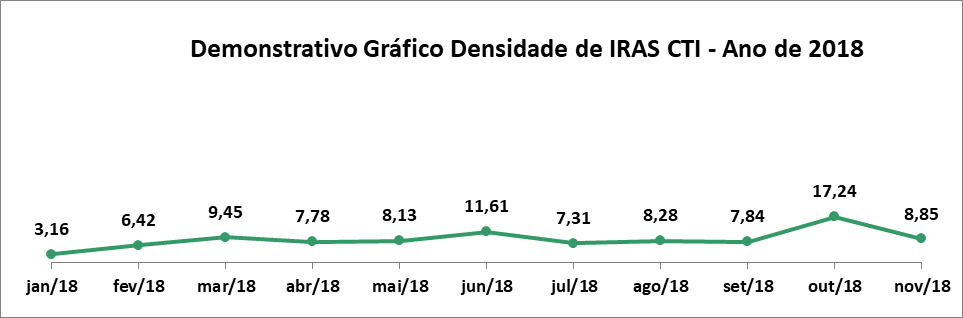 Demonstrativo Gráfico Densidade de IRAS CTI - Ano de 2018
3,16 6,42 9,45 7,78 8,13 11,61 7,31 8,28 7,84 17,24 8,85
jan/18 fev/18 mar/18 abr/18 mai/18 jun/18 jul/18 ago/18 set/18 out/18 nov/18